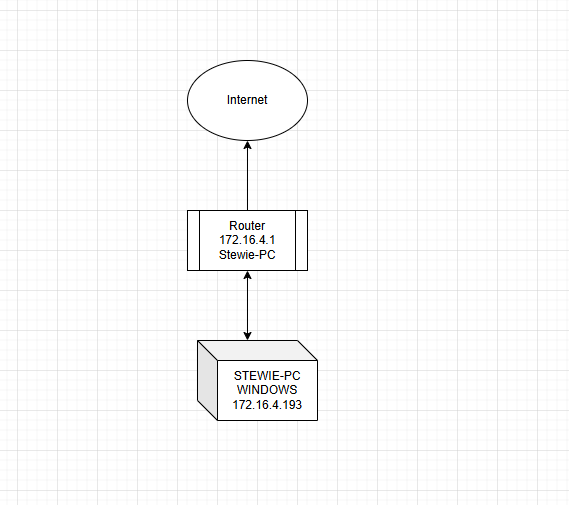 Internet
Router
172.16.4.1
Stewie-PC
STEWIE-PC
WINDOWS
172.16.4.193